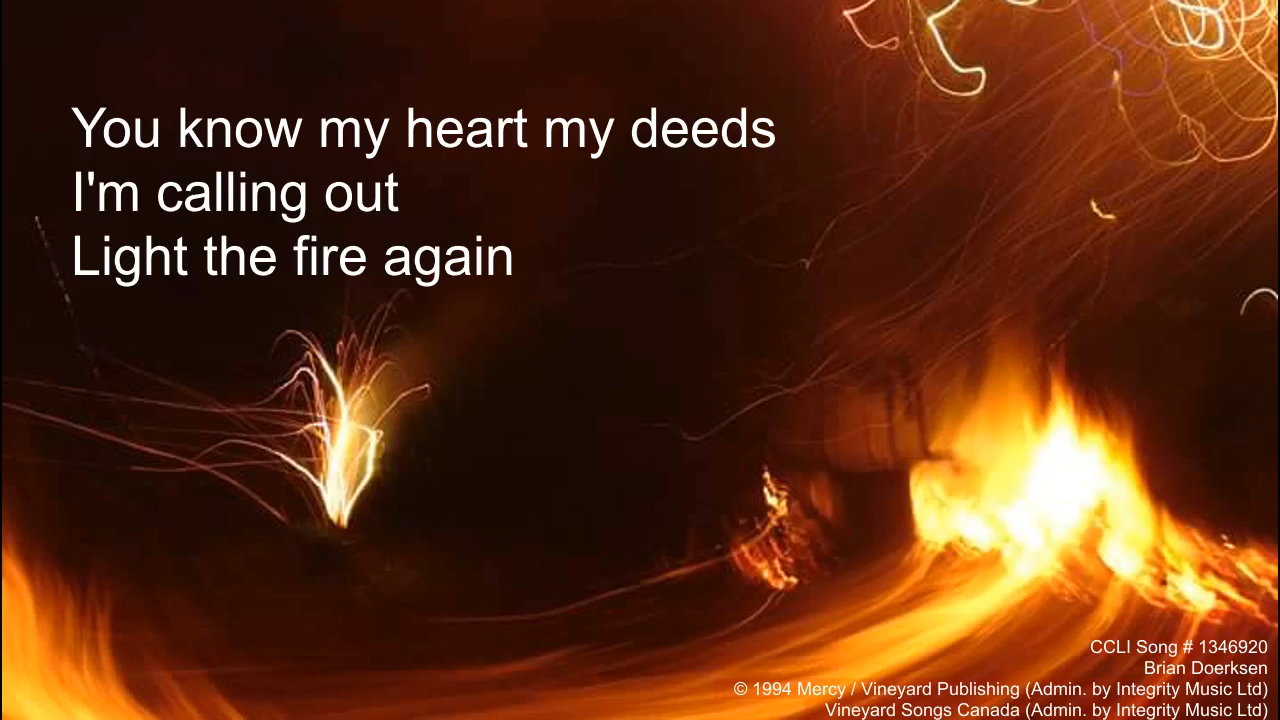 You know my heart my deeds
I'm calling out
Light the fire again
CCLI Song # 1346920
Brian Doerksen
© 1994 Mercy / Vineyard Publishing (Admin. by Integrity Music Ltd)
Vineyard Songs Canada (Admin. by Integrity Music Ltd)